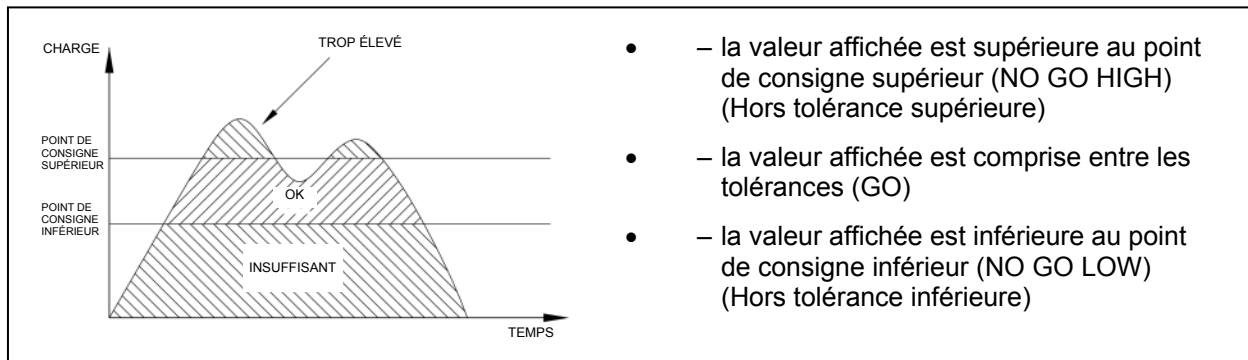 CHARGE
TROP ÉLEVÉ
POINT DE
CONSIGNE
SUPÉRIEUR
OK
POINT DE
CONSIGNE
INFÉRIEUR
INSUFFISANT
TEMPS
• – la valeur affichée est supérieure au point
de consigne supérieur (NO GO HIGH)
(Hors tolérance supérieure)
• – la valeur affichée est comprise entre les
tolérances (GO)
• – la valeur affichée est inférieure au point
de consigne inférieur (NO GO LOW)
(Hors tolérance inférieure)